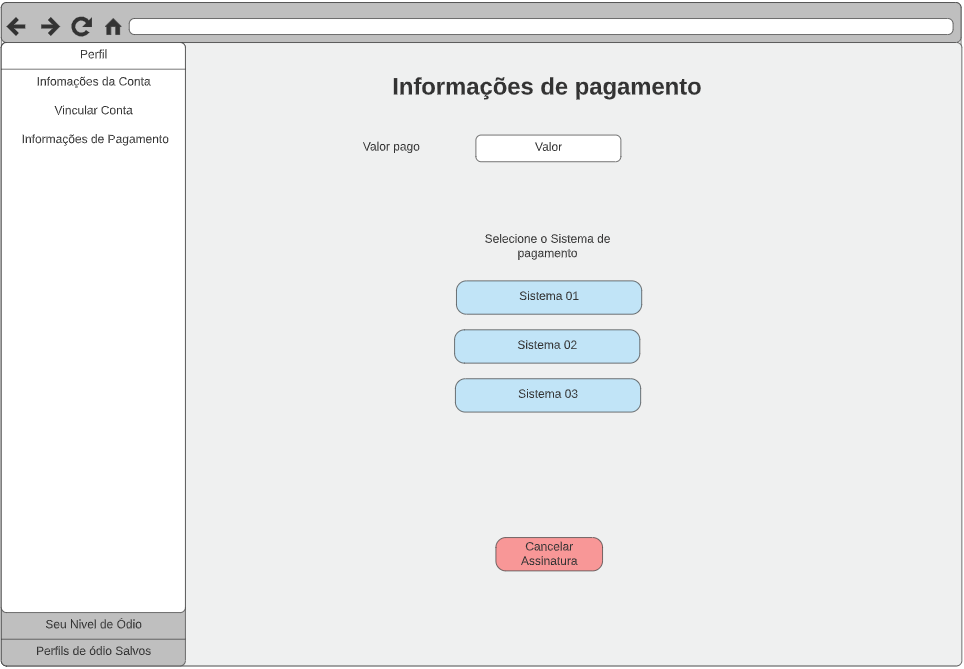 Perfil
Infomações da Conta
Vincular Conta
Informações de Pagamento
Seu Nivel de Ódio
Perfils de ódio Salvos
Informações de pagamento
Valor pago
Valor
Selecione o Sistema de
pagamento
Sistema 01
Sistema 02
Sistema 03
Cancelar
Assinatura